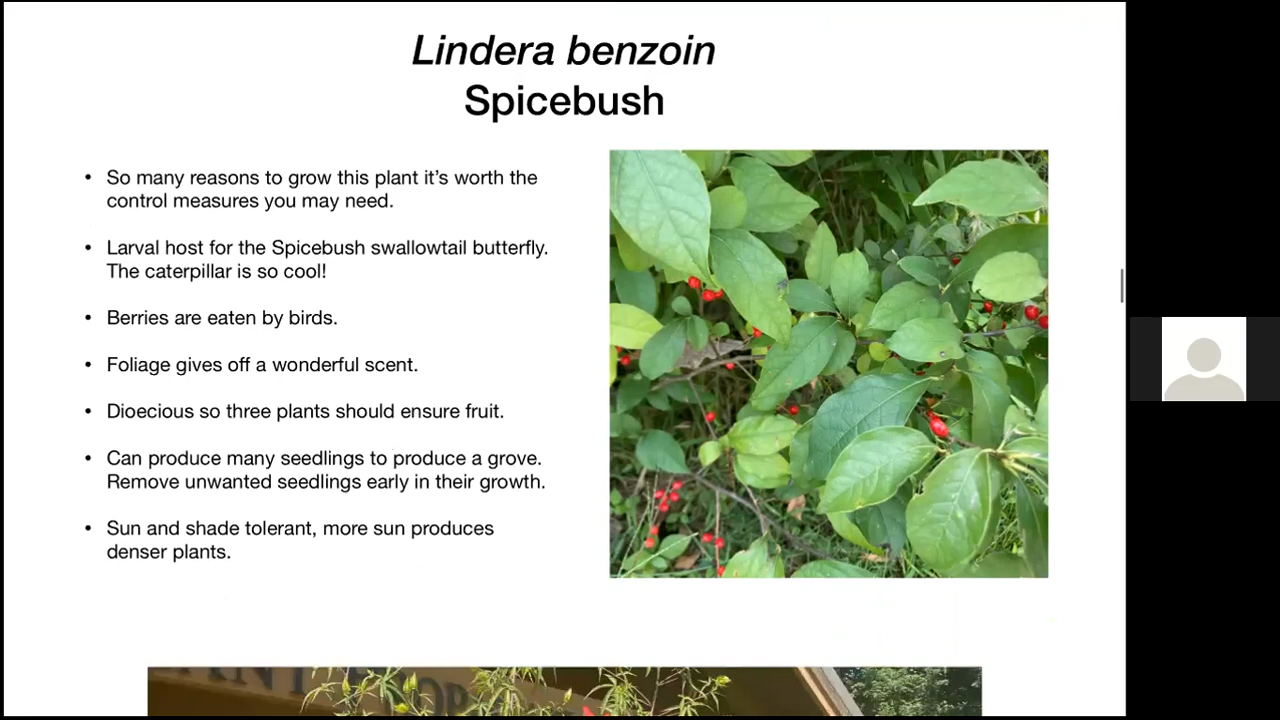 Lindera benzoin
Spicebush
• So many reasons to grow this plant it’s worth the
control measures you may need.
• Larval host for the Spicebush swallowtail butterfly.
The caterpillar is so cool!
• Berries are eaten by birds.
• Foliage gives off a wonderful scent.
• Dioecious so three plants should ensure fruit.
• Can produce many seedlings to produce a grove.
Remove unwanted seedlings early in their growth.
• Sun and shade tolerant, more sun produces
denser plants.